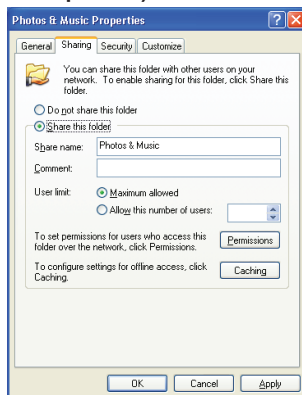 Photos & Music Properties
General Sharing Security Customize
You can share this folder with other users on your
network. To enable sharing for this folder, click Share this
folder.
Do not share this folder
Share this folder
Share name: Photos & Music
Comment:
User limit: Maximum allowed
Allow this number of users:
To set permissions for users who access this
folder over the network, click Permissions.
Permissions
To configure settings for offline access, click
Caching.
Caching
OK Cancel Apply